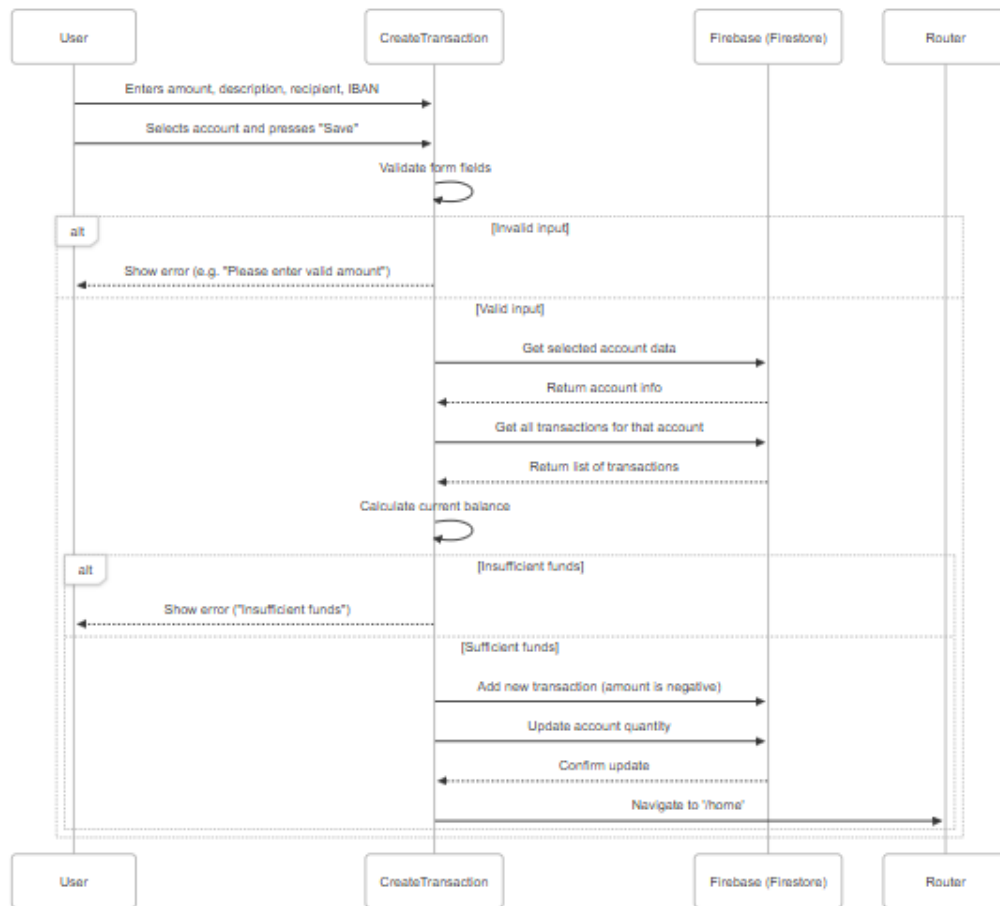 User
CreateTransaction
Firebase (Firestore)
Router
Enters amount, description, recipient, IBAN
Selects account and presses "Save"
Validate form fields
alt
[Invalid input]
Show error (e.g. "Please enter valid amount")
[Valid input]
Get selected account data
Return account info
Get all transactions for that account
Return list of transactions
Calculate current balance
alt
[Insufficient funds]
Show error ("Insufficient funds")
[Sufficient funds]
Add new transaction (amount is negative)
Update account quantity
Confirm update
Navigate to '/home'
User
CreateTransaction
Firebase (Firestore)
Router